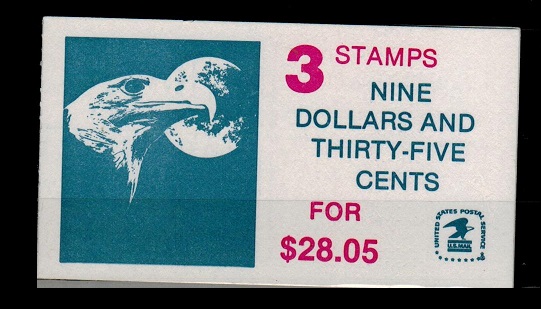 3 STAMPS
NINE
DOLLARS AND
THIRTY-FIVE
CENTS
FOR
$28.05
UNITED STATES POSTAL SERVICE
U.S.MAIL